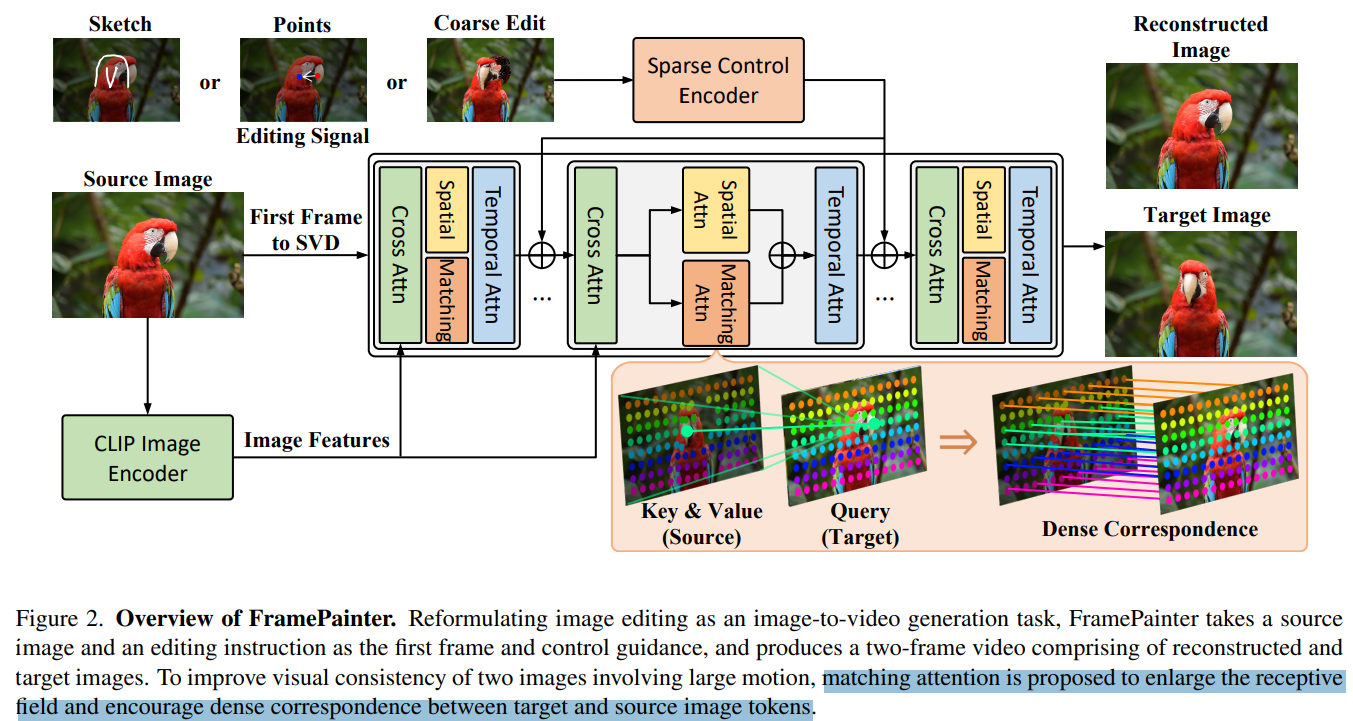 Sketch
Points
Coarse Edit
or
or
Editing Signal
Sparse Control
Encoder
Reconstructed
Image
Source Image
First Frame
to SVD
Cross Attn
Spatial
Matching
Temporal Attn
...
Cross Attn
Spatial
Attn
Matching
Attn
Temporal Attn
...
Cross Attn
Spatial
Matching
Temporal Attn
Target Image
CLIP Image
Encoder
Image Features
Key & Value
(Source)
Query
(Target)
Dense Correspondence
Figure 2. Overview of FramePainter. Reformulating image editing as an image-to-video generation task, FramePainter takes a source
image and an editing instruction as the first frame and control guidance, and produces a two-frame video comprising of reconstructed and
target images. To improve visual consistency of two images involving large motion, matching attention is proposed to enlarge the receptive
field and encourage dense correspondence between target and source image tokens.